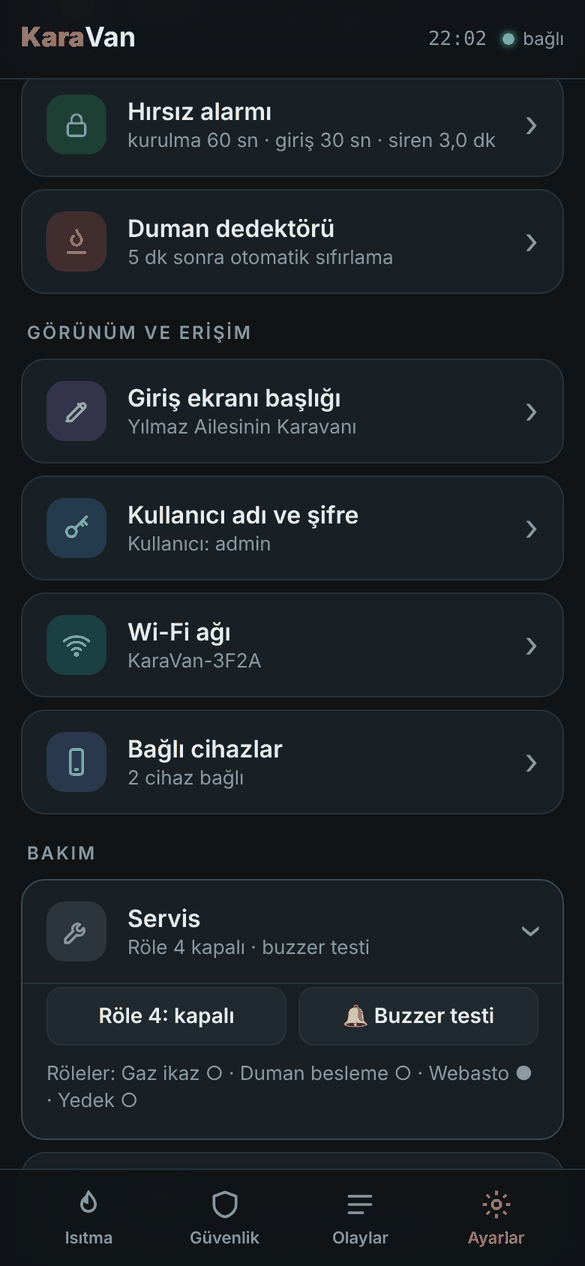 KaraVan
22:02 bağlı
Hırsız alarmı
kurulma 60 sn · giriş 30 sn · siren 3,0 dk
Duman dedektörü
5 dk sonra otomatik sıfırlama
GÖRÜNÜM VE ERİŞİM
Giriş ekranı başlığı
Yılmaz Ailesinin Karavanı
Kullanıcı adı ve şifre
Kullanıcı: admin
Wi-Fi ağı
KaraVan-3F2A
Bağlı cihazlar
2 cihaz bağlı
BAKIM
Servis
Röle 4 kapalı · buzzer testi
Röle 4: kapalı
🔔 Buzzer testi
Röleler: Gaz ikaz ○ · Duman besleme ○ · Webasto ●
· Yedek ○
Isıtma
Güvenlik
Olaylar
Ayarlar